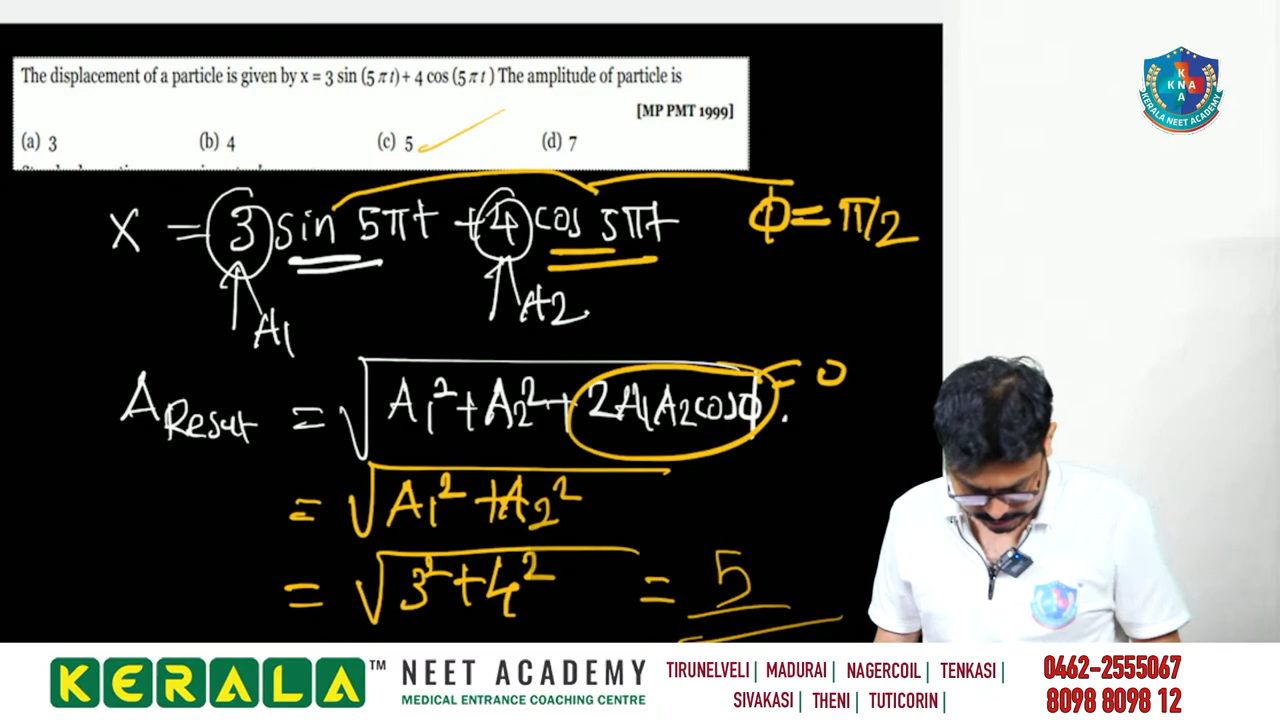 The displacement of a particle is given by x = 3 sin (5 π t) + 4 cos (5 π t ) The amplitude of particle is
[MP PMT 1999]
(a) 3 (b) 4 (c) 5 (d) 7
x = 3 sin 5πt + 4 cos 5πt ϕ = π/2
A1 A2
A Result = √A1² + A2² + 2A1A2cosϕ . = 0
= √A1² + A2²
= √3² + 4² = 5
KNA
KNA
KERALA NEET ACADEMY
KERALA™ NEET ACADEMY
MEDICAL ENTRANCE COACHING CENTRE
TIRUNELVELI | MADURAI | NAGERCOIL | TENKASI |
SIVAKASI | THENI | TUTICORIN |
0462-2555067
8098 8098 12